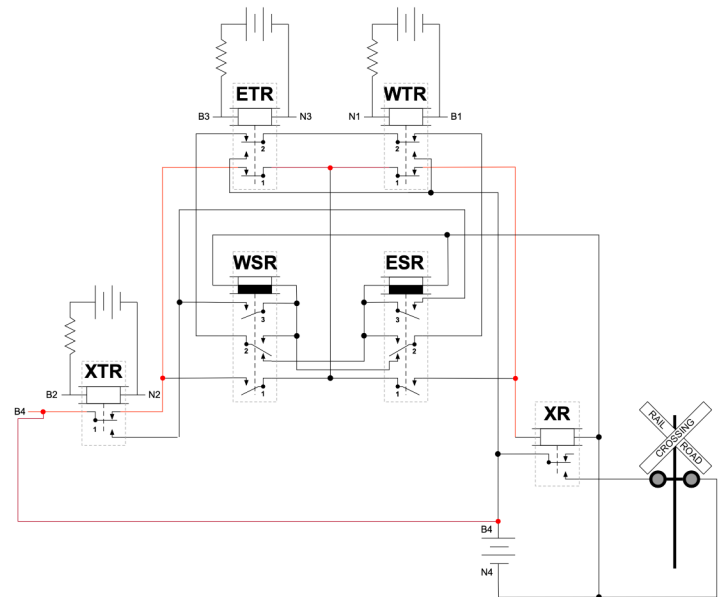 ETR
WTR
B3
N3
N1
B1
2
2
1
1
WSR
ESR
3
3
2
2
1
1
XTR
B2
N2
B4
1
XR
RAIL
ROAD
CROSSING
B4
N4